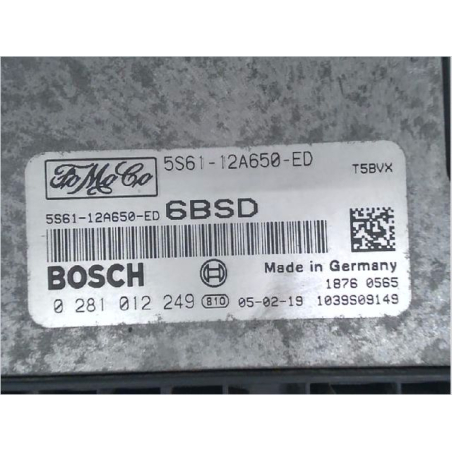 FoMoCo 5S61-12A650-ED T5BVX
5S61-12A650-ED 6BSD
BOSCH Made in Germany
1876 0565
0 281 012 249 810 05-02-19 1039S09149